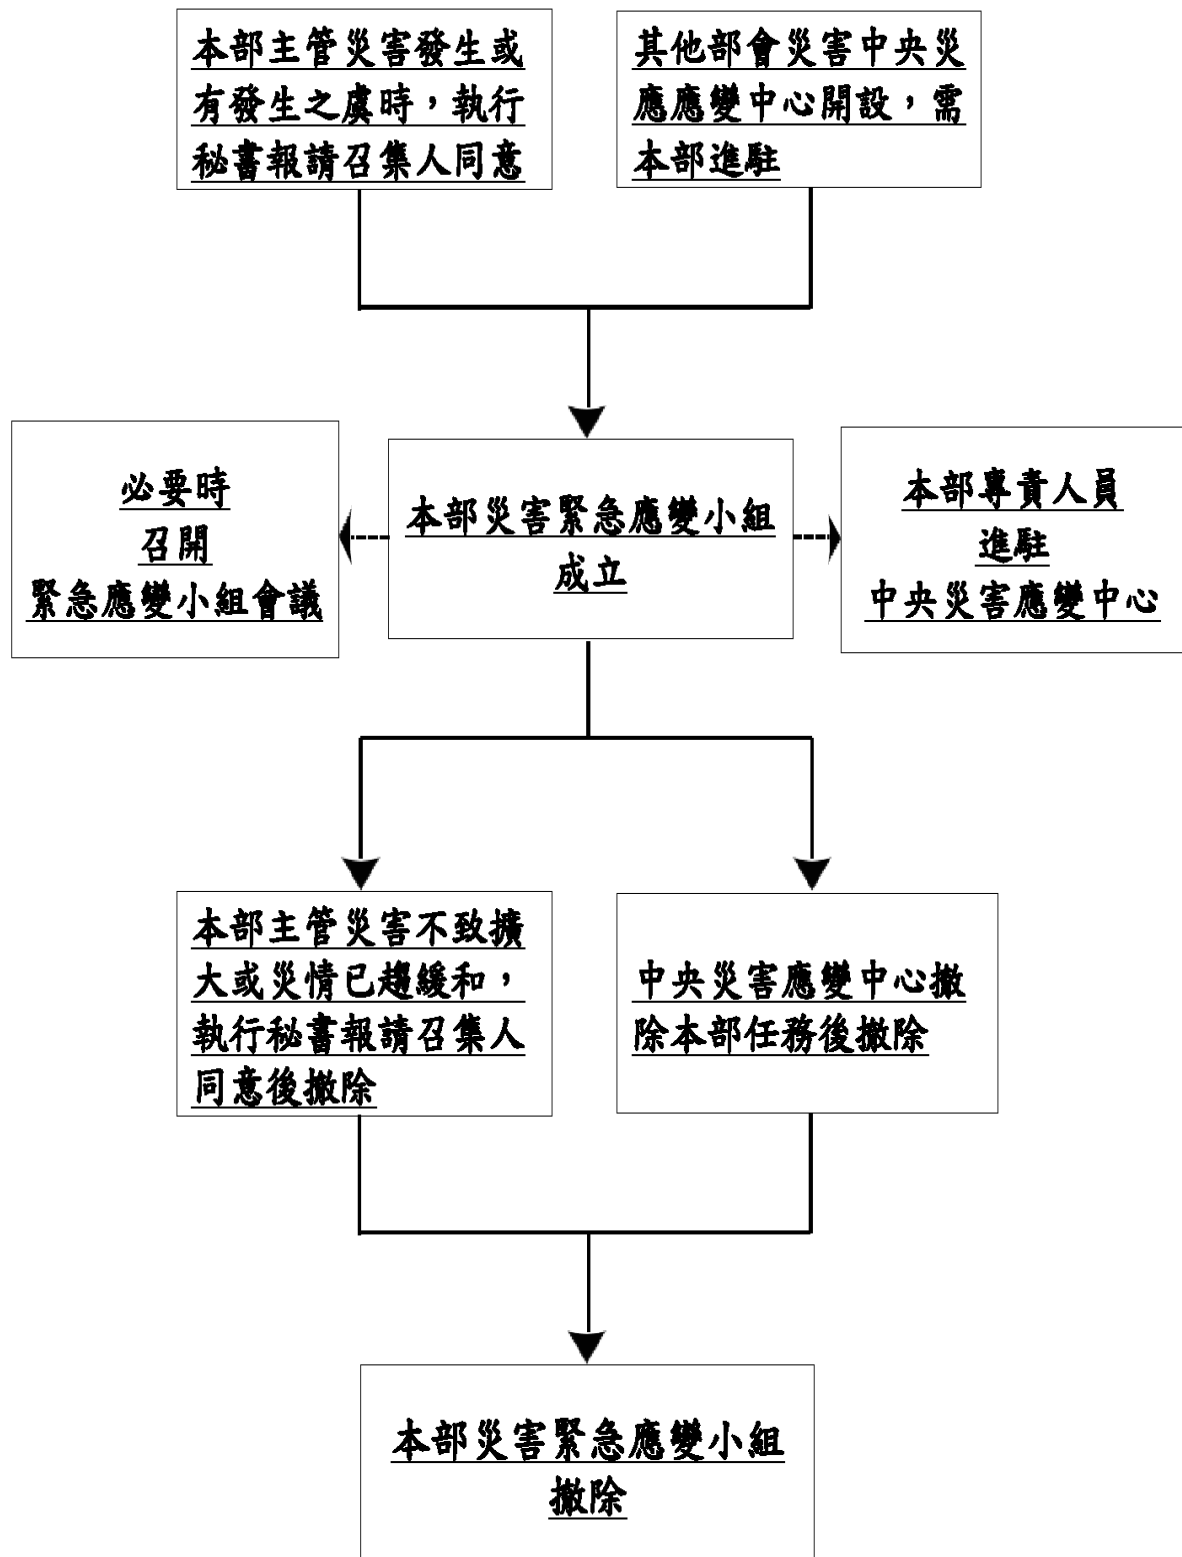 本部主管災害發生或
有發生之虞時，執行
秘書報請召集人同意
其他部會災害中央災
應應變中心開設，需
本部進駐
必要時
召開
緊急應變小組會議
本部災害緊急應變小組
成立
本部專責人員
進駐
中央災害應變中心
本部主管災害不致擴
大或災情已趨緩和，
執行秘書報請召集人
同意後撤除
中央災害應變中心撤
除本部任務後撤除
本部災害緊急應變小組
撤除